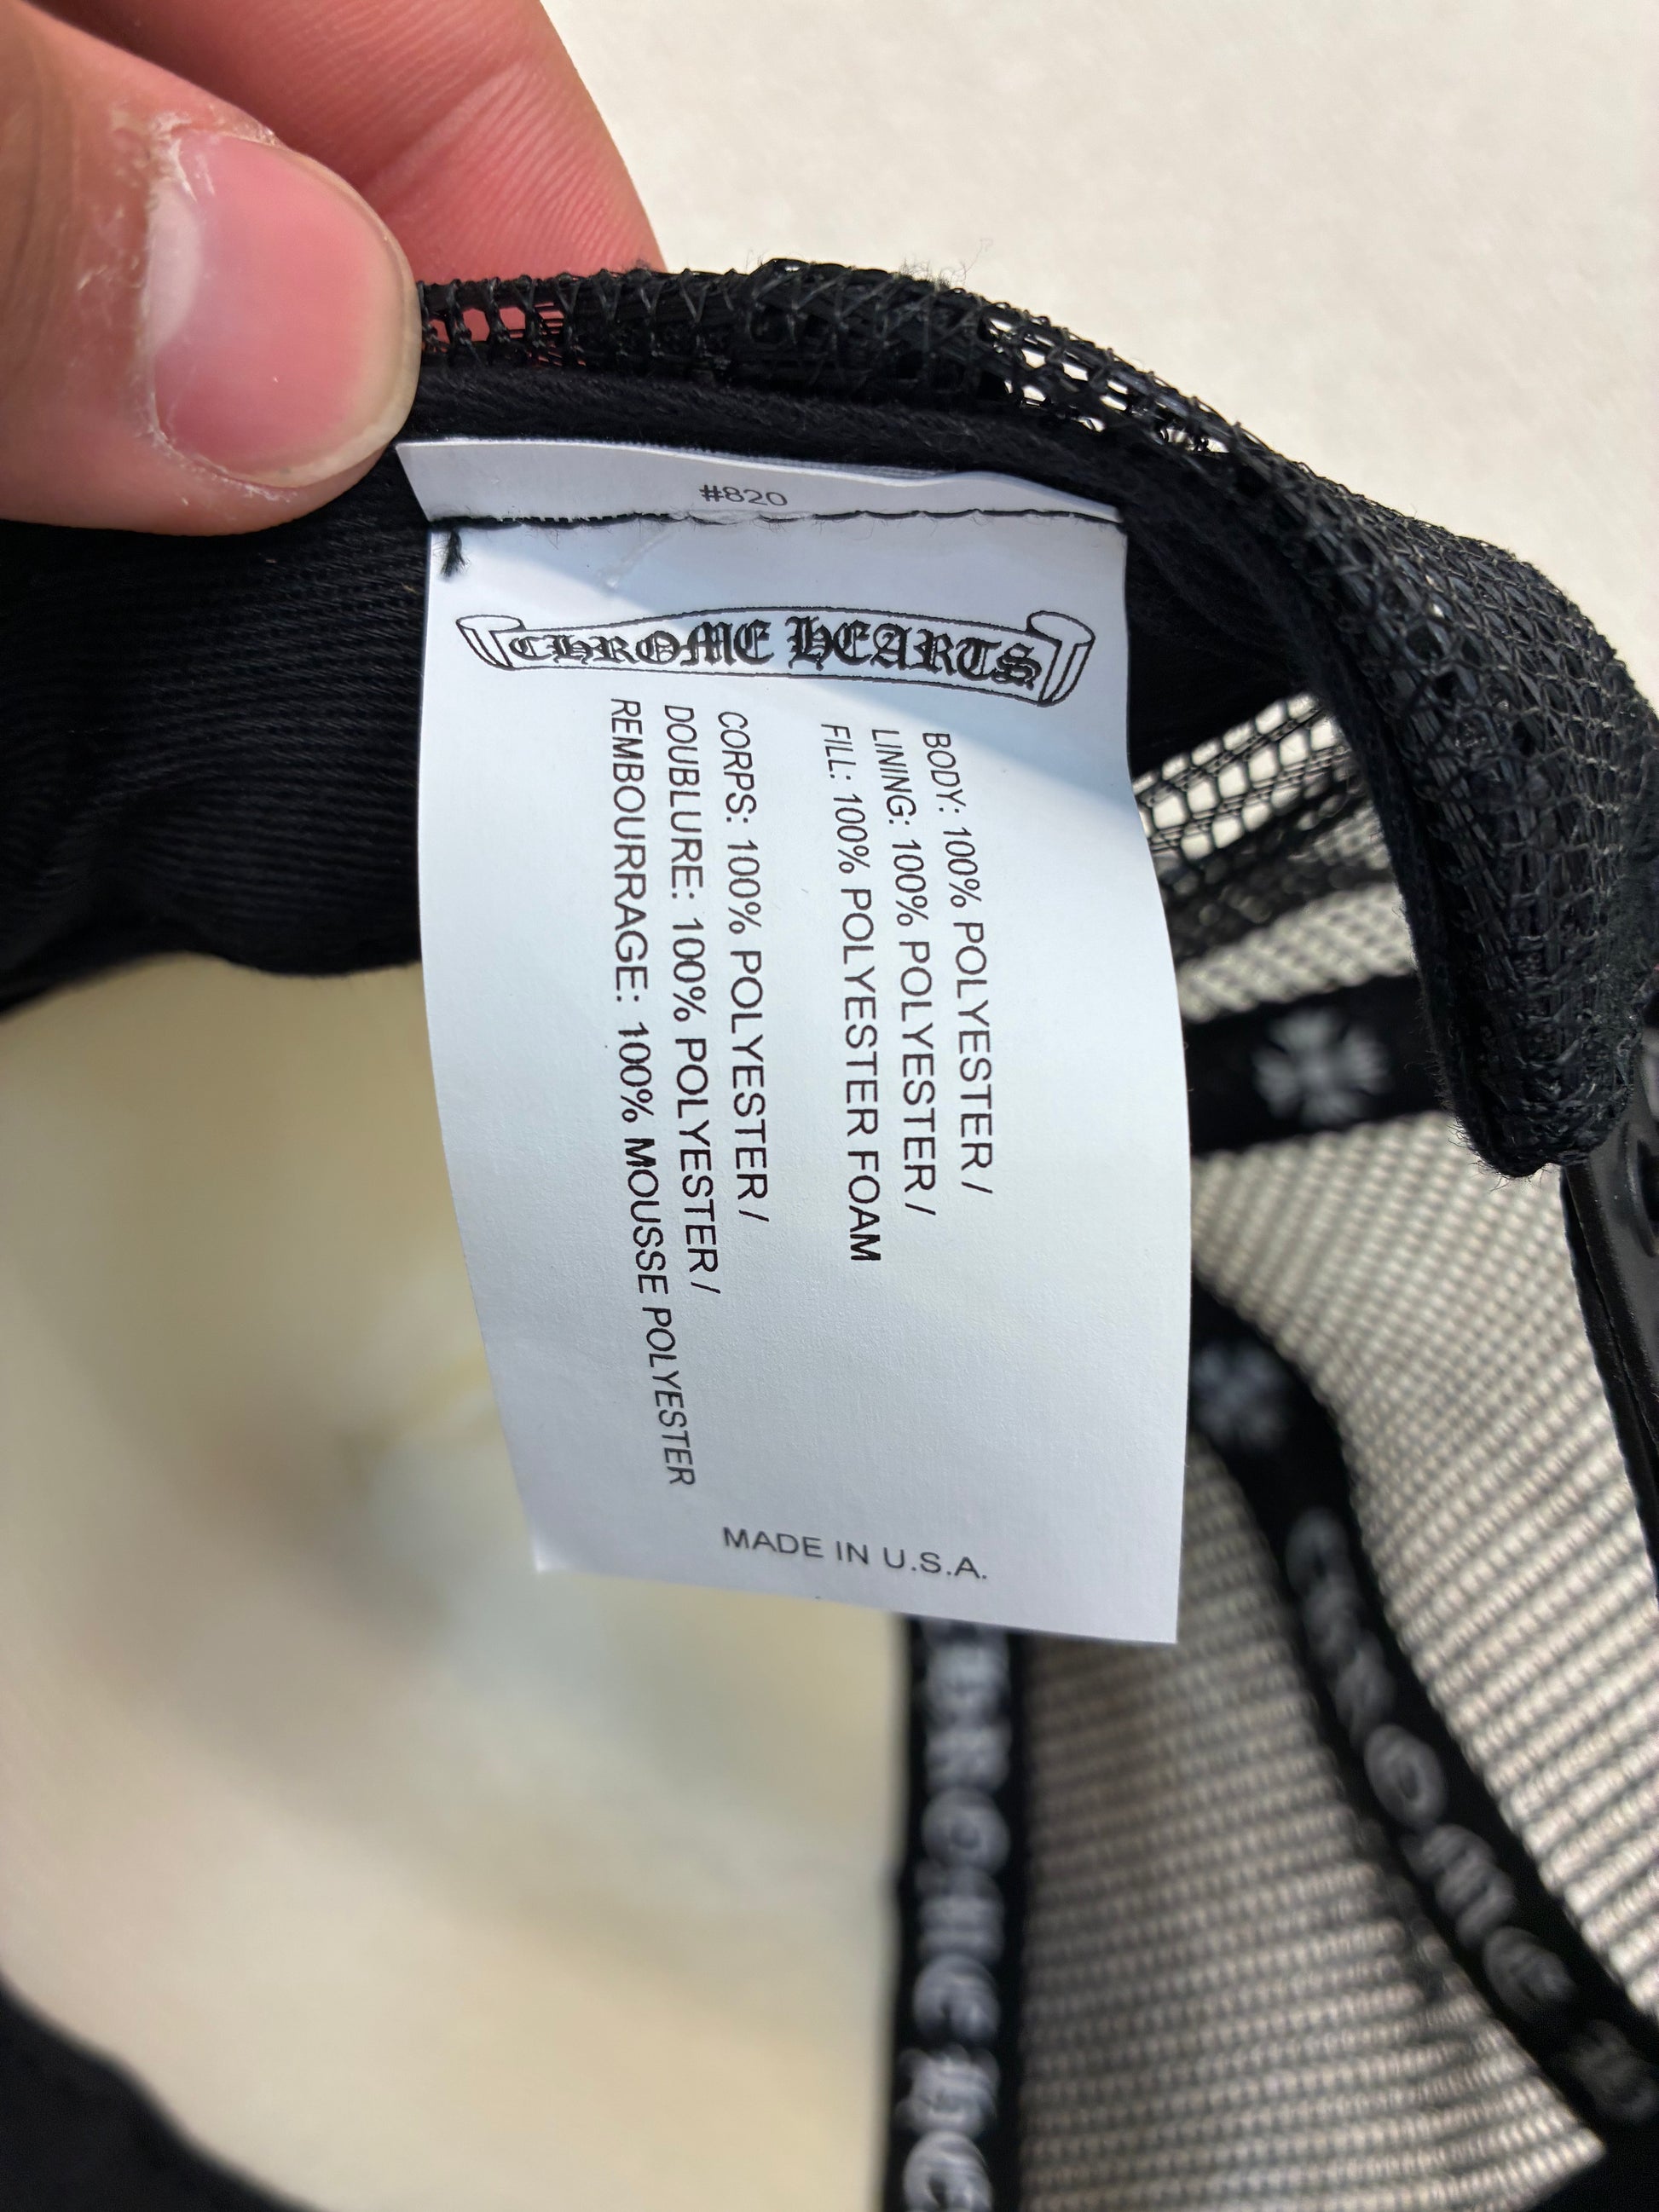 #820
CHROME HEARTS
BODY: 100% POLYESTER /
LINING: 100% POLYESTER /
FILL: 100% POLYESTER FOAM
CORPS: 100% POLYESTER /
DOUBLURE: 100% POLYESTER /
REMBOURRAGE: 100% MOUSSE POLYESTER
MADE IN U.S.A.